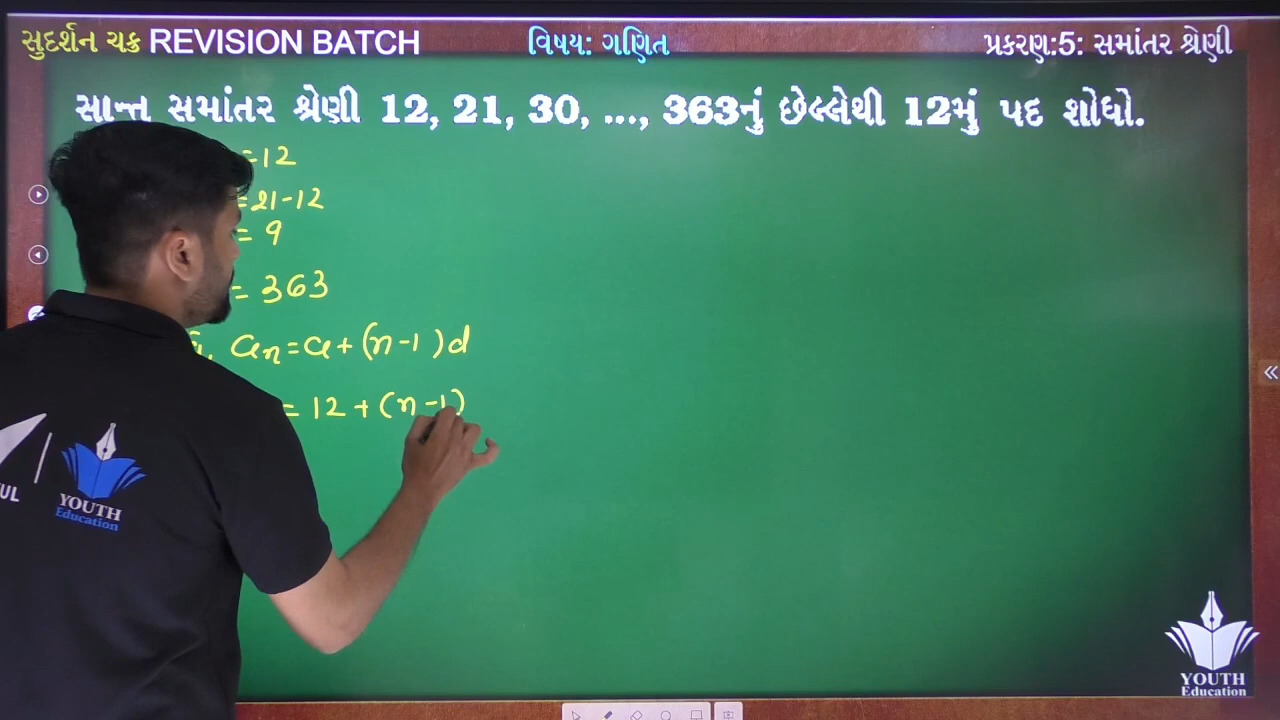 સુદર્શન ચક્ર REVISION BATCH
વિષય: ગણિત
પ્રકરણ:5: સમાંતર શ્રેણી
સાન્ત સમાંતર શ્રેણી 12, 21, 30, ..., 363નું છેલ્લેથી 12મું પદ શોધો.
=12
=21-12
= 9
= 363
an=a+(n-1)d
= 12+(n-1)
YOUTH
Education
YOUTH
Education